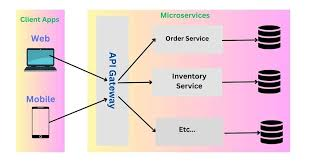 Client Apps
Microservices
Web
Mobile
API Gateway
Order Service
Inventory
Service
Etc...